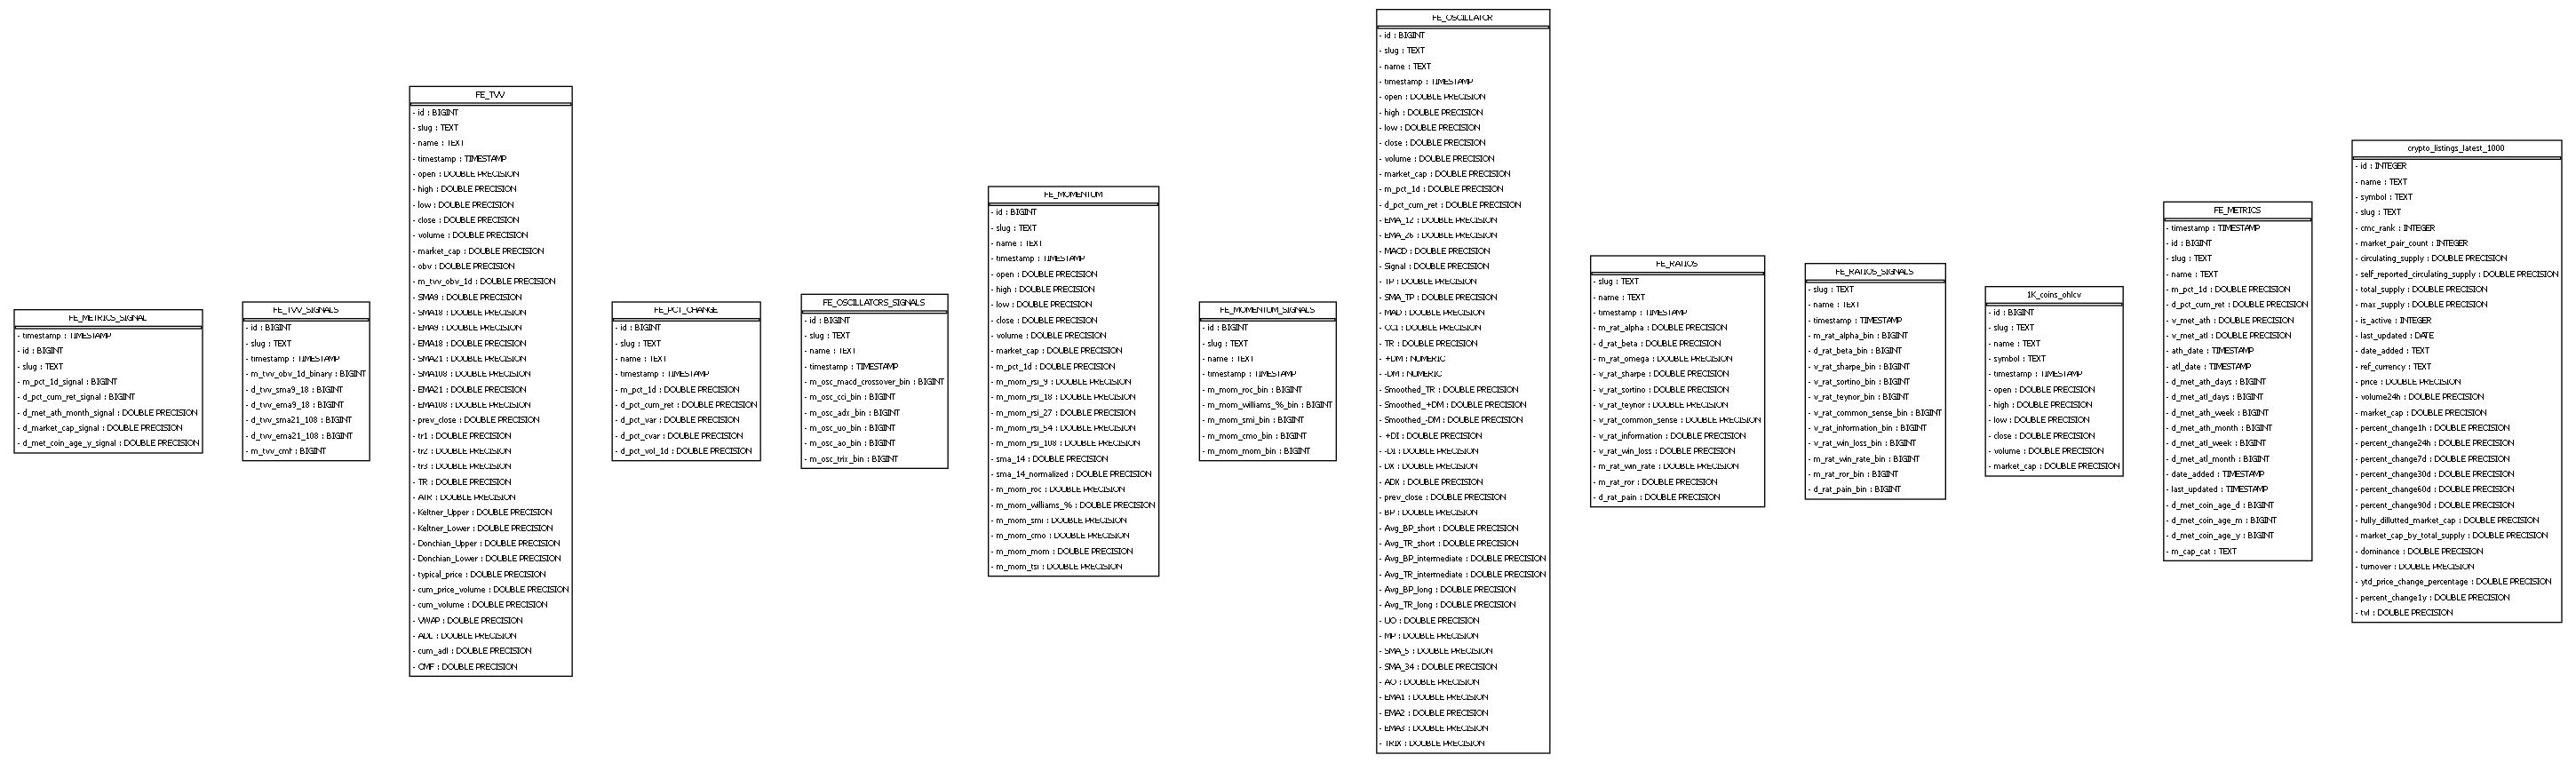 FE_METRICS_SIGNAL
- timestamp : TIMESTAMP
- id : BIGINT
- slug : TEXT
- m_pct_1d_signal : BIGINT
- d_pct_cum_ret_signal : BIGINT
- d_met_ath_month_signal : DOUBLE PRECISION
- d_market_cap_signal : DOUBLE PRECISION
- d_met_coin_age_y_signal : DOUBLE PRECISION
FE_TVV_SIGNALS
- id : BIGINT
- slug : TEXT
- timestamp : TIMESTAMP
- m_tvv_obv_1d_binary : BIGINT
- d_tvv_sma9_18 : BIGINT
- d_tvv_ema9_18 : BIGINT
- d_tvv_sma21_108 : BIGINT
- d_tvv_ema21_108 : BIGINT
- m_tvv_cmf : BIGINT
FE_TVV
- id : BIGINT
- slug : TEXT
- name : TEXT
- timestamp : TIMESTAMP
- open : DOUBLE PRECISION
- high : DOUBLE PRECISION
- low : DOUBLE PRECISION
- close : DOUBLE PRECISION
- volume : DOUBLE PRECISION
- market_cap : DOUBLE PRECISION
- obv : DOUBLE PRECISION
- m_tvv_obv_1d : DOUBLE PRECISION
- SMA9 : DOUBLE PRECISION
- SMA18 : DOUBLE PRECISION
- EMA9 : DOUBLE PRECISION
- EMA18 : DOUBLE PRECISION
- SMA21 : DOUBLE PRECISION
- SMA108 : DOUBLE PRECISION
- EMA21 : DOUBLE PRECISION
- EMA108 : DOUBLE PRECISION
- prev_close : DOUBLE PRECISION
- tr1 : DOUBLE PRECISION
- tr2 : DOUBLE PRECISION
- tr3 : DOUBLE PRECISION
- TR : DOUBLE PRECISION
- ATR : DOUBLE PRECISION
- Keltner_Upper : DOUBLE PRECISION
- Keltner_Lower : DOUBLE PRECISION
- Donchian_Upper : DOUBLE PRECISION
- Donchian_Lower : DOUBLE PRECISION
- typical_price : DOUBLE PRECISION
- cum_price_volume : DOUBLE PRECISION
- cum_volume : DOUBLE PRECISION
- VWAP : DOUBLE PRECISION
- ADL : DOUBLE PRECISION
- cum_adl : DOUBLE PRECISION
- CMF : DOUBLE PRECISION
FE_PCT_CHANGE
- id : BIGINT
- slug : TEXT
- name : TEXT
- timestamp : TIMESTAMP
- m_pct_1d : DOUBLE PRECISION
- d_pct_cum_ret : DOUBLE PRECISION
- d_pct_var : DOUBLE PRECISION
- d_pct_cvar : DOUBLE PRECISION
- d_pct_vol_1d : DOUBLE PRECISION
FE_OSCILLATORS_SIGNALS
- id : BIGINT
- slug : TEXT
- name : TEXT
- timestamp : TIMESTAMP
- m_osc_macd_crossover_bin : BIGINT
- m_osc_cci_bin : BIGINT
- m_osc_adx_bin : BIGINT
- m_osc_uo_bin : BIGINT
- m_osc_ao_bin : BIGINT
- m_osc_trix_bin : BIGINT
FE_MOMENTUM
- id : BIGINT
- slug : TEXT
- name : TEXT
- timestamp : TIMESTAMP
- open : DOUBLE PRECISION
- high : DOUBLE PRECISION
- low : DOUBLE PRECISION
- close : DOUBLE PRECISION
- volume : DOUBLE PRECISION
- market_cap : DOUBLE PRECISION
- m_pct_1d : DOUBLE PRECISION
- m_mom_rsi_9 : DOUBLE PRECISION
- m_mom_rsi_18 : DOUBLE PRECISION
- m_mom_rsi_27 : DOUBLE PRECISION
- m_mom_rsi_54 : DOUBLE PRECISION
- m_mom_rsi_108 : DOUBLE PRECISION
- sma_14 : DOUBLE PRECISION
- sma_14_normalized : DOUBLE PRECISION
- m_mom_roc : DOUBLE PRECISION
- m_mom_williams_% : DOUBLE PRECISION
- m_mom_smi : DOUBLE PRECISION
- m_mom_cmo : DOUBLE PRECISION
- m_mom_mom : DOUBLE PRECISION
- m_mom_tsi : DOUBLE PRECISION
FE_MOMENTUM_SIGNALS
- id : BIGINT
- slug : TEXT
- name : TEXT
- timestamp : TIMESTAMP
- m_mom_roc_bin : BIGINT
- m_mom_williams_%_bin : BIGINT
- m_mom_smi_bin : BIGINT
- m_mom_cmo_bin : BIGINT
- m_mom_mom_bin : BIGINT
FE_OSCILLATOR
- id : BIGINT
- slug : TEXT
- name : TEXT
- timestamp : TIMESTAMP
- open : DOUBLE PRECISION
- high : DOUBLE PRECISION
- low : DOUBLE PRECISION
- close : DOUBLE PRECISION
- volume : DOUBLE PRECISION
- market_cap : DOUBLE PRECISION
- m_pct_1d : DOUBLE PRECISION
- d_pct_cum_ret : DOUBLE PRECISION
- EMA_12 : DOUBLE PRECISION
- EMA_26 : DOUBLE PRECISION
- MACD : DOUBLE PRECISION
- Signal : DOUBLE PRECISION
- TP : DOUBLE PRECISION
- SMA_TP : DOUBLE PRECISION
- MAD : DOUBLE PRECISION
- CCI : DOUBLE PRECISION
- TR : DOUBLE PRECISION
- +DM : NUMERIC
- -DM : NUMERIC
- Smoothed_TR : DOUBLE PRECISION
- Smoothed_+DM : DOUBLE PRECISION
- Smoothed_-DM : DOUBLE PRECISION
- +DI : DOUBLE PRECISION
- -DI : DOUBLE PRECISION
- DX : DOUBLE PRECISION
- ADX : DOUBLE PRECISION
- prev_close : DOUBLE PRECISION
- BP : DOUBLE PRECISION
- Avg_BP_short : DOUBLE PRECISION
- Avg_TR_short : DOUBLE PRECISION
- Avg_BP_intermediate : DOUBLE PRECISION
- Avg_TR_intermediate : DOUBLE PRECISION
- Avg_BP_long : DOUBLE PRECISION
- Avg_TR_long : DOUBLE PRECISION
- UO : DOUBLE PRECISION
- MP : DOUBLE PRECISION
- SMA_5 : DOUBLE PRECISION
- SMA_34 : DOUBLE PRECISION
- AO : DOUBLE PRECISION
- EMA1 : DOUBLE PRECISION
- EMA2 : DOUBLE PRECISION
- EMA3 : DOUBLE PRECISION
- TRIX : DOUBLE PRECISION
FE_RATIOS
- slug : TEXT
- name : TEXT
- timestamp : TIMESTAMP
- m_rat_alpha : DOUBLE PRECISION
- d_rat_beta : DOUBLE PRECISION
- m_rat_omega : DOUBLE PRECISION
- v_rat_sharpe : DOUBLE PRECISION
- v_rat_sortino : DOUBLE PRECISION
- v_rat_teynor : DOUBLE PRECISION
- v_rat_common_sense : DOUBLE PRECISION
- v_rat_information : DOUBLE PRECISION
- v_rat_win_loss : DOUBLE PRECISION
- m_rat_win_rate : DOUBLE PRECISION
- m_rat_ror : DOUBLE PRECISION
- d_rat_pain : DOUBLE PRECISION
FE_RATIOS_SIGNALS
- slug : TEXT
- name : TEXT
- timestamp : TIMESTAMP
- m_rat_alpha_bin : BIGINT
- d_rat_beta_bin : BIGINT
- v_rat_sharpe_bin : BIGINT
- v_rat_sortino_bin : BIGINT
- v_rat_teynor_bin : BIGINT
- v_rat_common_sense_bin : BIGINT
- v_rat_information_bin : BIGINT
- v_rat_win_loss_bin : BIGINT
- m_rat_win_rate_bin : BIGINT
- m_rat_ror_bin : BIGINT
- d_rat_pain_bin : BIGINT
1K_coins_ohlcv
- id : BIGINT
- slug : TEXT
- name : TEXT
- symbol : TEXT
- timestamp : TIMESTAMP
- open : DOUBLE PRECISION
- high : DOUBLE PRECISION
- low : DOUBLE PRECISION
- close : DOUBLE PRECISION
- volume : DOUBLE PRECISION
- market_cap : DOUBLE PRECISION
FE_METRICS
- timestamp : TIMESTAMP
- id : BIGINT
- slug : TEXT
- name : TEXT
- m_pct_1d : DOUBLE PRECISION
- d_pct_cum_ret : DOUBLE PRECISION
- v_met_ath : DOUBLE PRECISION
- v_met_atl : DOUBLE PRECISION
- ath_date : TIMESTAMP
- atl_date : TIMESTAMP
- d_met_ath_days : BIGINT
- d_met_atl_days : BIGINT
- d_met_ath_week : BIGINT
- d_met_ath_month : BIGINT
- d_met_atl_week : BIGINT
- d_met_atl_month : BIGINT
- date_added : TIMESTAMP
- last_updated : TIMESTAMP
- d_met_coin_age_d : BIGINT
- d_met_coin_age_m : BIGINT
- d_met_coin_age_y : BIGINT
- m_cap_cat : TEXT
crypto_listings_latest_1000
- id : INTEGER
- name : TEXT
- symbol : TEXT
- slug : TEXT
- cmc_rank : INTEGER
- market_pair_count : INTEGER
- circulating_supply : DOUBLE PRECISION
- self_reported_circulating_supply : DOUBLE PRECISION
- total_supply : DOUBLE PRECISION
- max_supply : DOUBLE PRECISION
- is_active : INTEGER
- last_updated : DATE
- date_added : TEXT
- ref_currency : TEXT
- price : DOUBLE PRECISION
- volume24h : DOUBLE PRECISION
- market_cap : DOUBLE PRECISION
- percent_change1h : DOUBLE PRECISION
- percent_change24h : DOUBLE PRECISION
- percent_change7d : DOUBLE PRECISION
- percent_change30d : DOUBLE PRECISION
- percent_change60d : DOUBLE PRECISION
- percent_change90d : DOUBLE PRECISION
- fully_dillutted_market_cap : DOUBLE PRECISION
- market_cap_by_total_supply : DOUBLE PRECISION
- dominance : DOUBLE PRECISION
- turnover : DOUBLE PRECISION
- ytd_price_change_percentage : DOUBLE PRECISION
- percent_change1y : DOUBLE PRECISION
- tvl : DOUBLE PRECISION